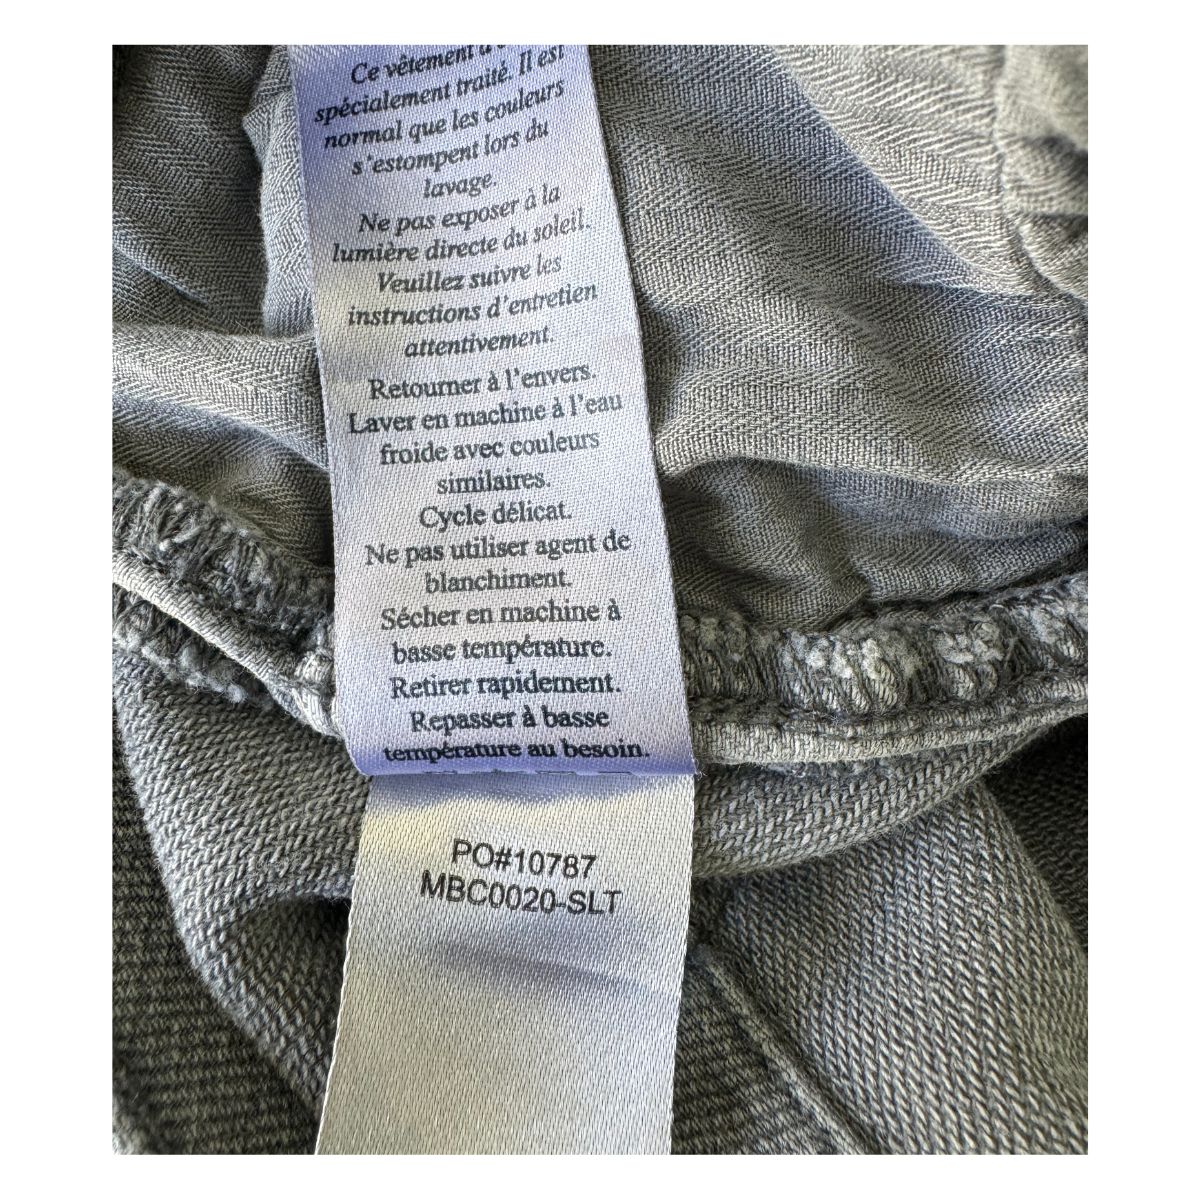 Ce vêtement
spécialement traité. Il est
normal que les couleurs
s'estompent lors du
lavage.
Ne pas exposer à la
lumière directe du soleil.
Veuillez suivre les
instructions d'entretien
attentivement.
Retourner à l'envers.
Laver en machine à l'eau
froide avec couleurs
similaires.
Cycle délicat.
Ne pas utiliser agent de
blanchiment.
Sécher en machine à
basse température.
Retirer rapidement.
Repasser à basse
température au besoin.
PO#10787
MBC0020-SLT